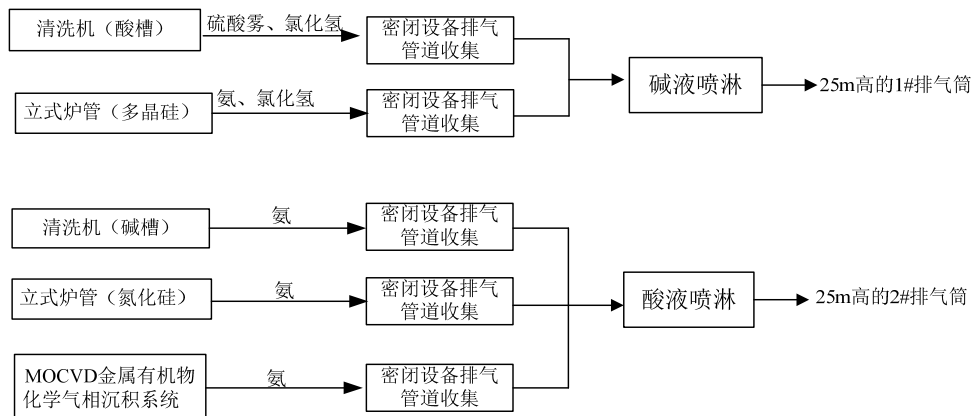 清洗机（酸槽）
硫酸雾、氯化氢
密闭设备排气
管道收集
立式炉管（多晶硅）
氨、氯化氢
密闭设备排气
管道收集
碱液喷淋
25m高的1#排气筒
清洗机（碱槽）
氨
密闭设备排气
管道收集
立式炉管（氮化硅）
氨
密闭设备排气
管道收集
MOCVD金属有机物
化学气相沉积系统
氨
密闭设备排气
管道收集
酸液喷淋
25m高的2#排气筒